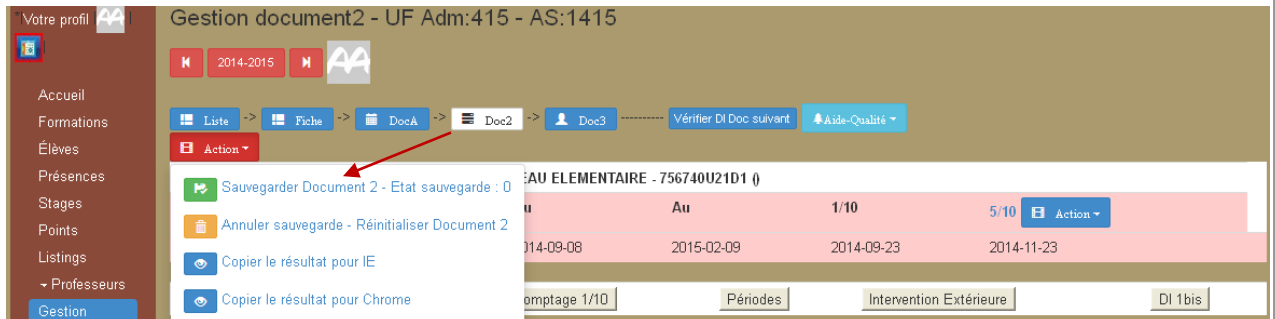 Votre profil AA
Gestion document2 - UF Adm:415 - AS:1415
2014-2015 AA
Accueil
Formations
Élèves
Présences
Stages
Points
Listings
Professeurs
Gestion
Liste -> Fiche -> DocA -> Doc2 -> Doc3 ---------- Vérifier DI Doc suivant Aide-Qualité
Action
Sauvegarder Document 2 - Etat sauvegarde : 0
Annuler sauvegarde - Réinitialiser Document 2
Copier le résultat pour IE
Copier le résultat pour Chrome
EAU ELEMENTAIRE - 756740U21D1 ()
u Au 1/10 5/10 Action
014-09-08 2015-02-09 2014-09-23 2014-11-23
omptage 1/10 Périodes Intervention Extérieure DI 1bis